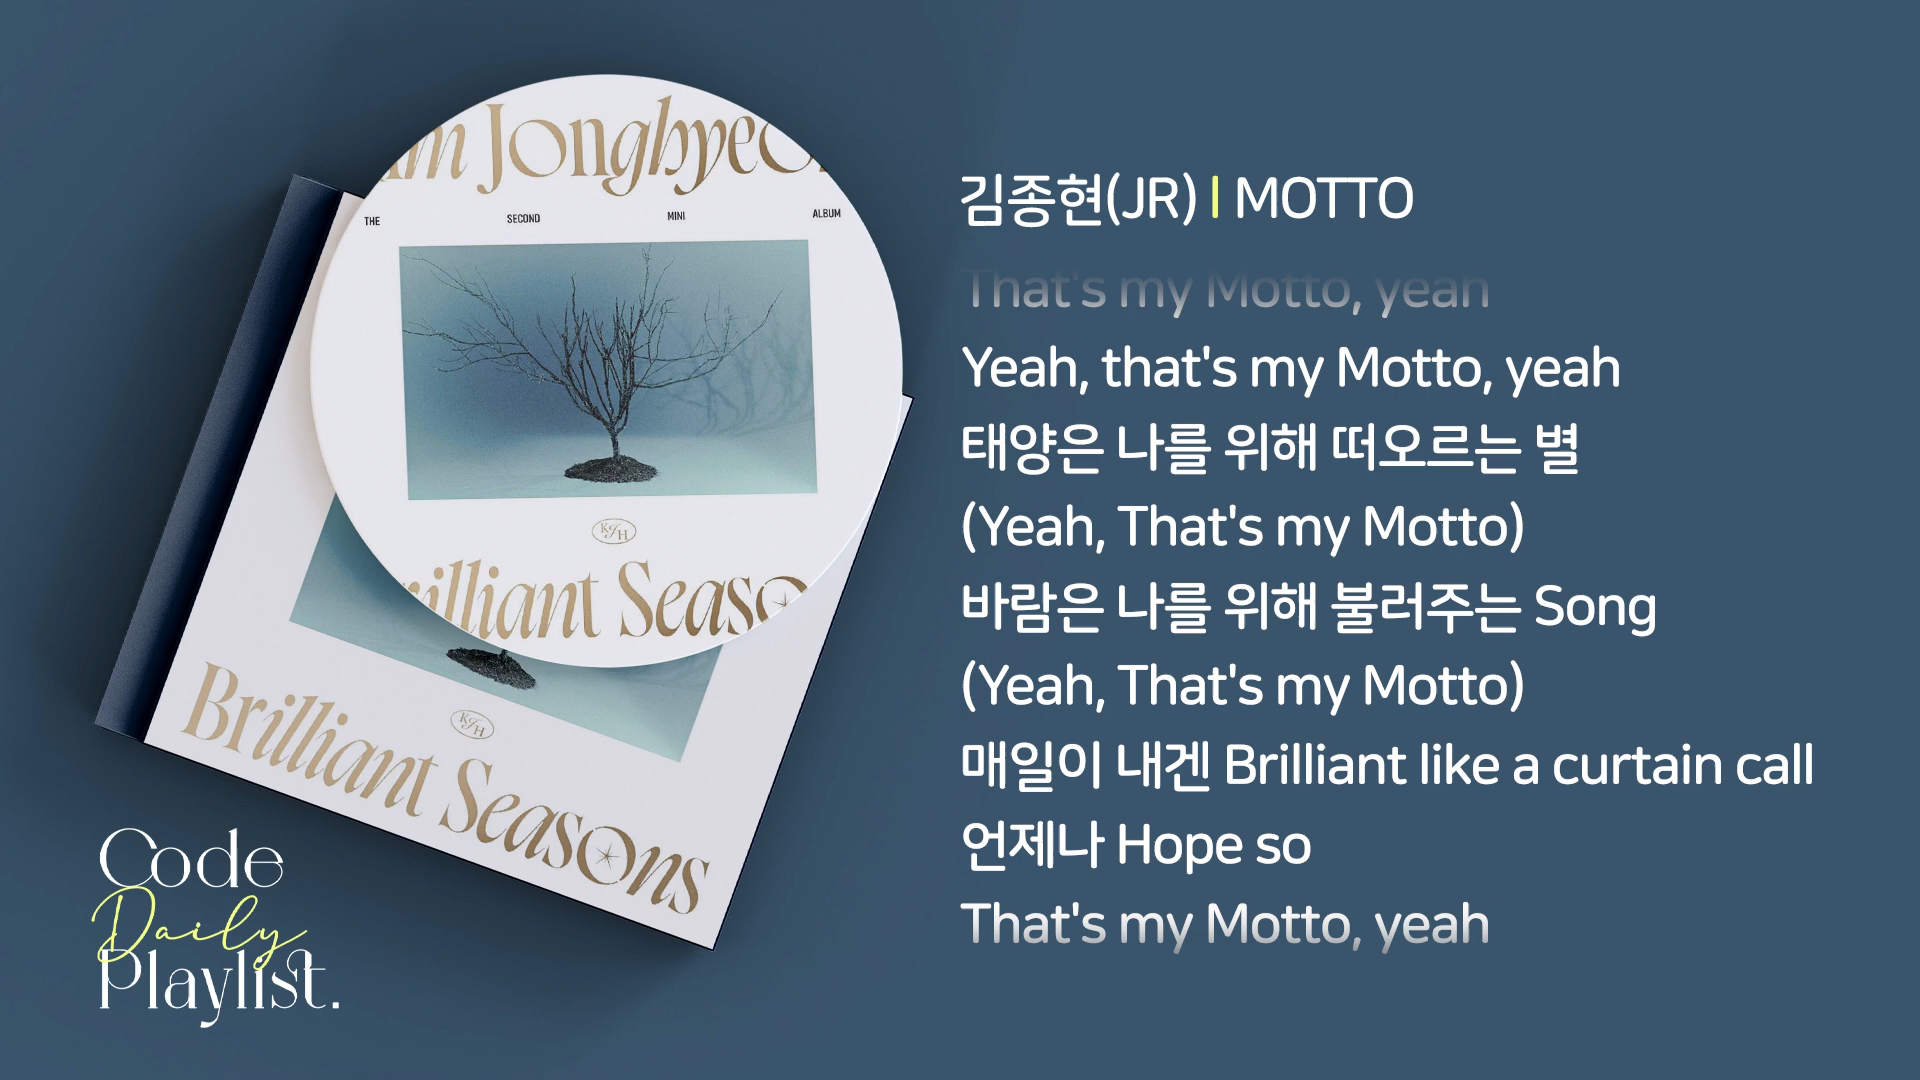 Jonghyeo
THE SECOND MINI ALBUM
KJH
Brilliant Seasons
KJH
Brilliant Seasons
Code
Daily
Playlist.
김종현(JR) | MOTTO
That's my Motto, yeah
Yeah, that's my Motto, yeah
태양은 나를 위해 떠오르는 별
(Yeah, That's my Motto)
바람은 나를 위해 불러주는 Song
(Yeah, That's my Motto)
매일이 내겐 Brilliant like a curtain call
언제나 Hope so
That's my Motto, yeah